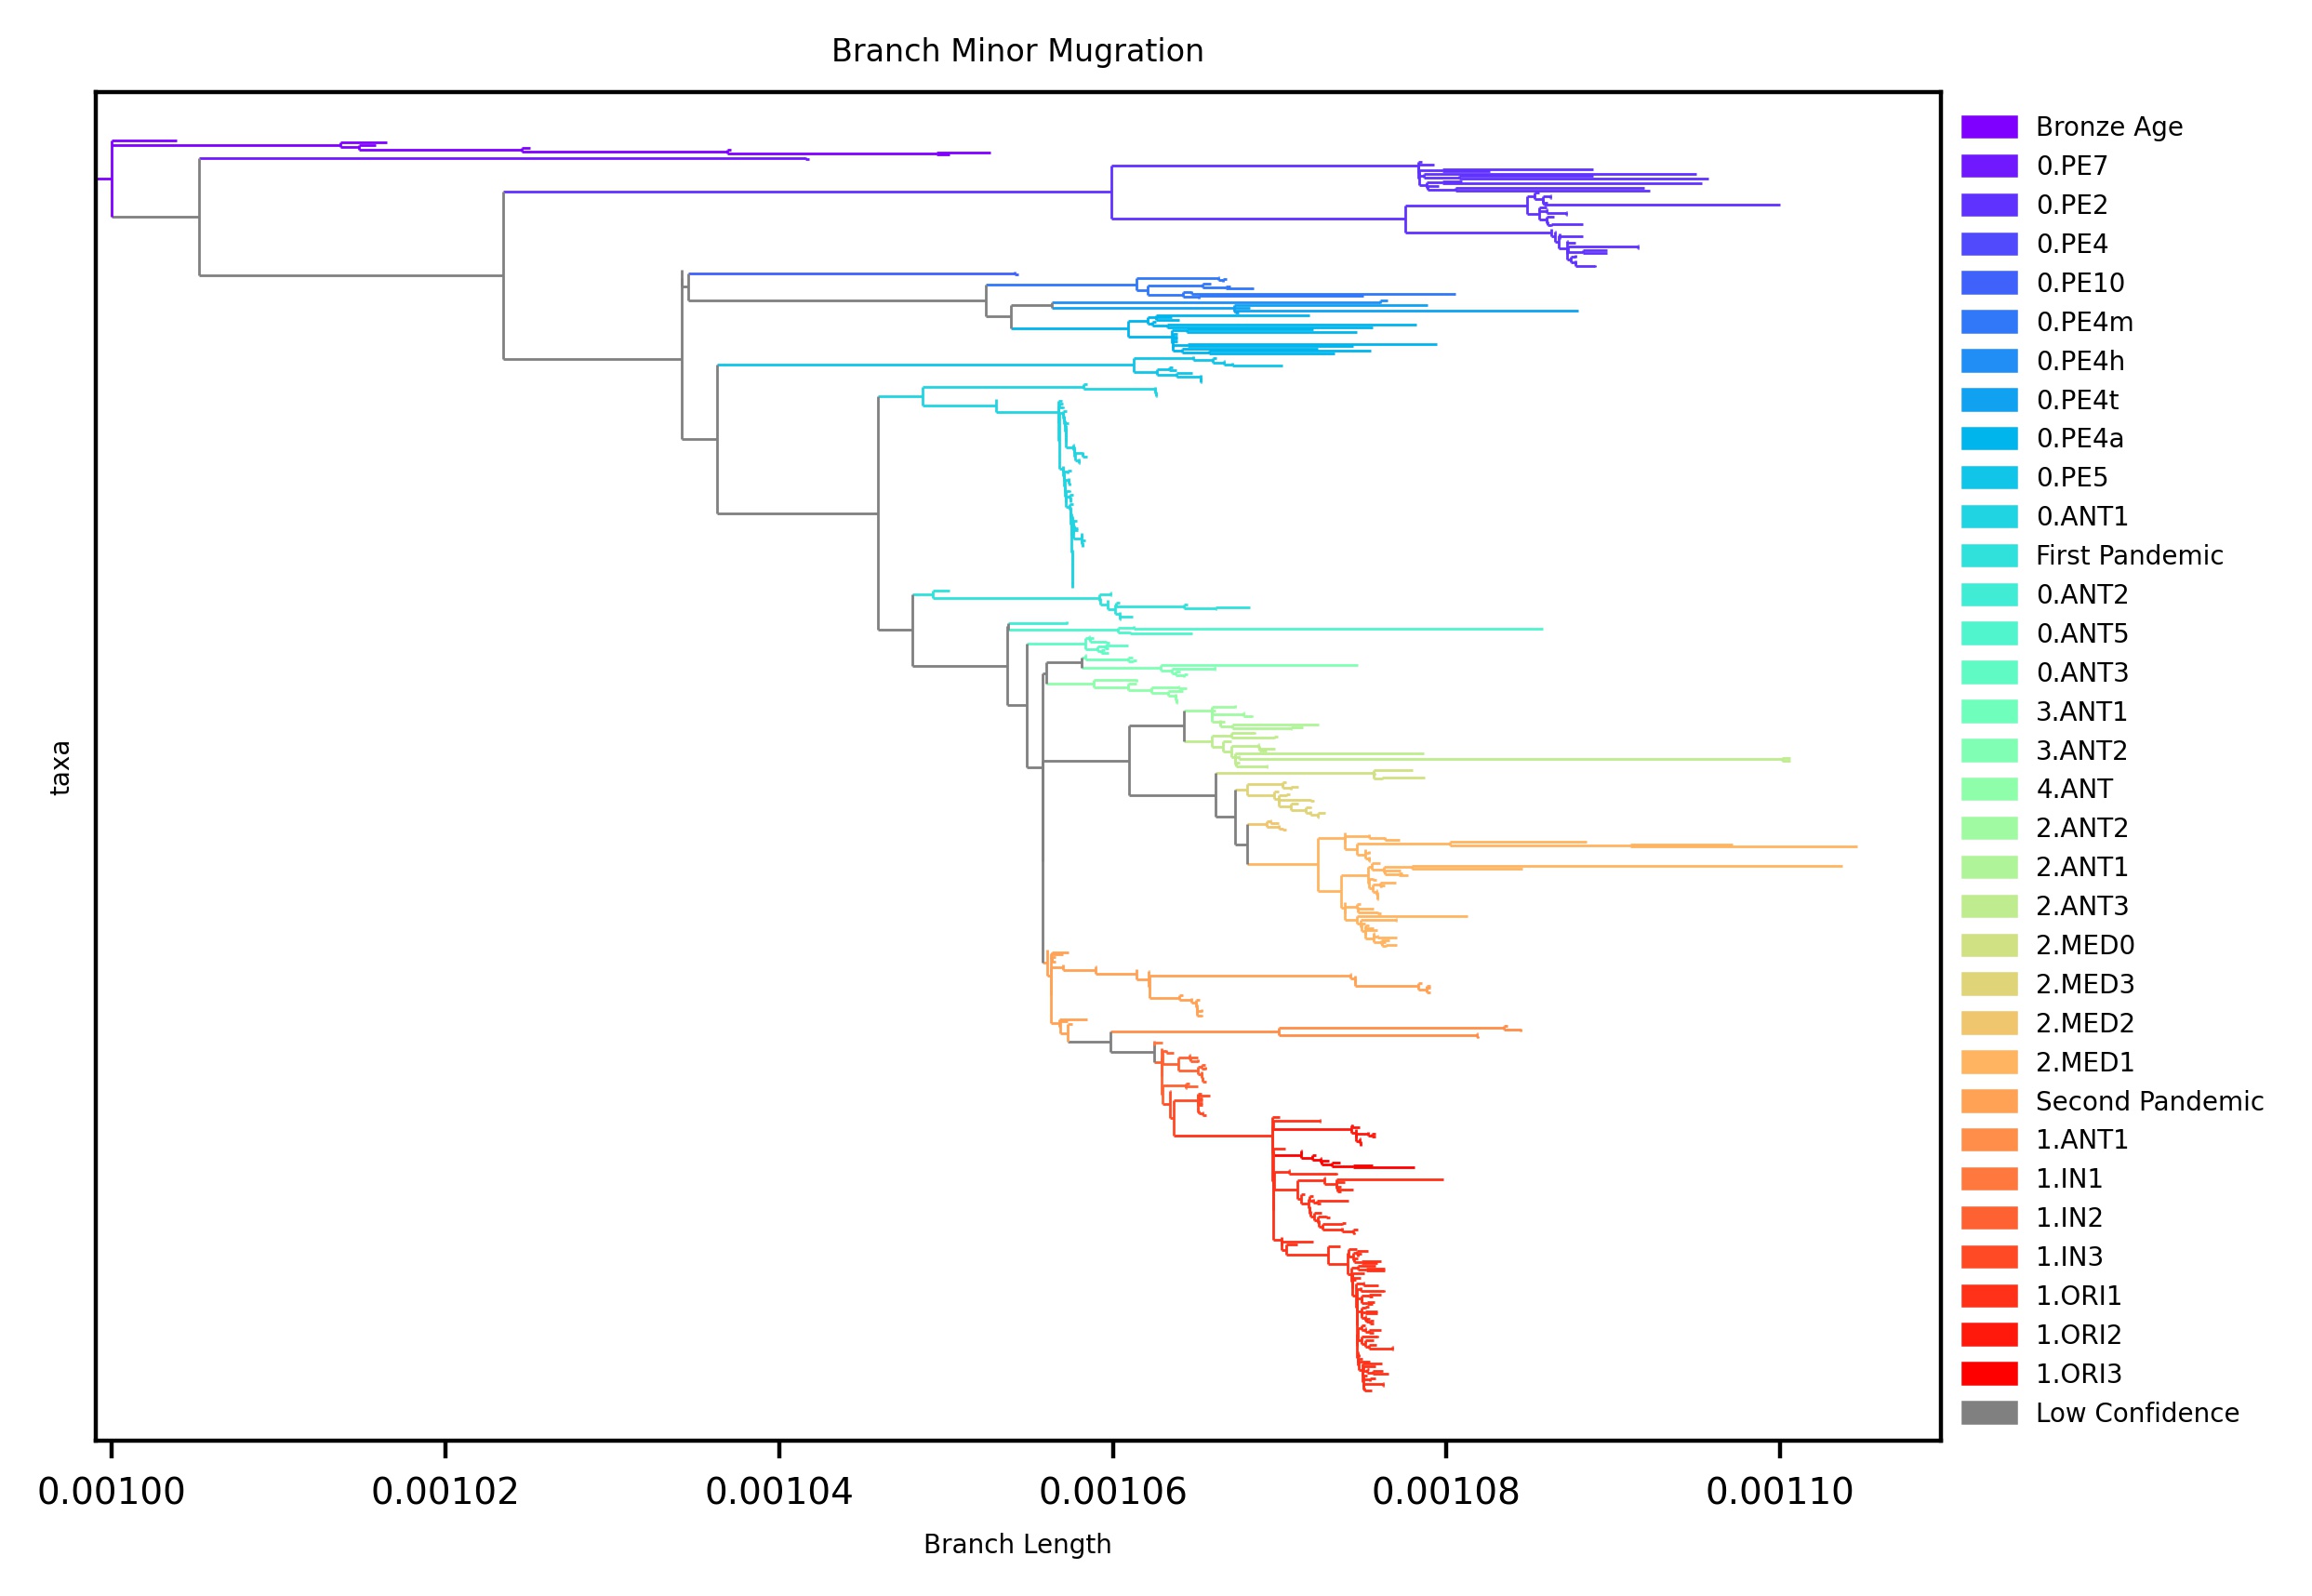 Branch Minor Mugration
Bronze Age
0.PE7
0.PE2
0.PE4
0.PE10
0.PE4m
0.PE4h
0.PE4t
0.PE4a
0.PE5
0.ANT1
First Pandemic
0.ANT2
0.ANT5
0.ANT3
3.ANT1
3.ANT2
4.ANT
2.ANT2
2.ANT1
2.ANT3
2.MED0
2.MED3
2.MED2
2.MED1
Second Pandemic
1.ANT1
1.IN1
1.IN2
1.IN3
1.ORI1
1.ORI2
1.ORI3
Low Confidence
taxa
0.00100 0.00102 0.00104 0.00106 0.00108 0.00110
Branch Length